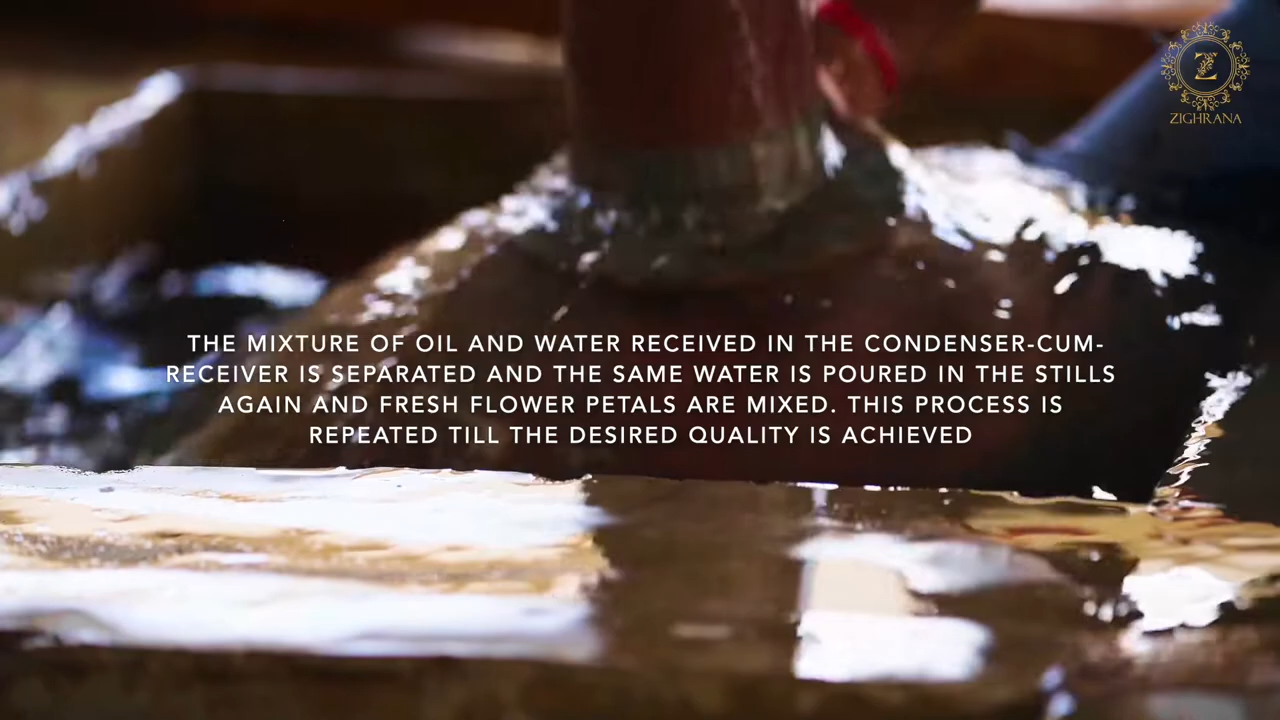 Z
ZIGHRANA
THE MIXTURE OF OIL AND WATER RECEIVED IN THE CONDENSER-CUM-
RECEIVER IS SEPARATED AND THE SAME WATER IS POURED IN THE STILLS
AGAIN AND FRESH FLOWER PETALS ARE MIXED. THIS PROCESS IS
REPEATED TILL THE DESIRED QUALITY IS ACHIEVED